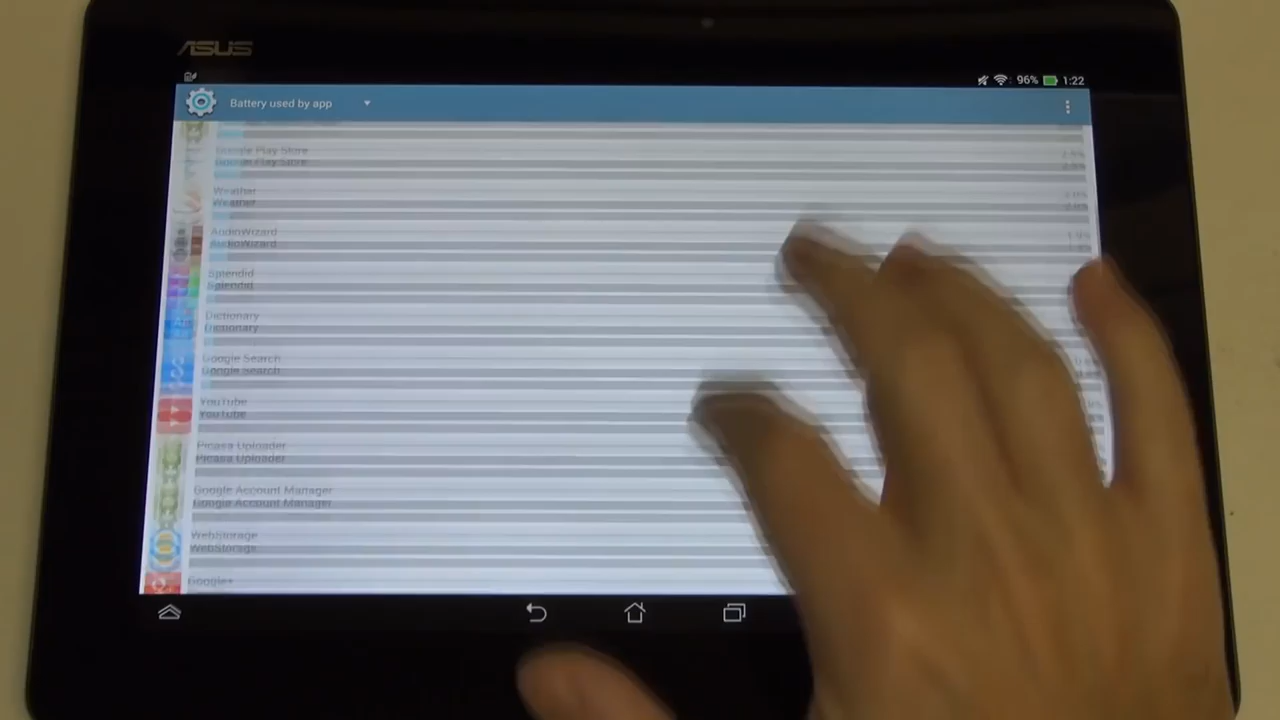 ASUS
96% 1:22
Battery used by app
Google Play Store
Weather
AudioWizard
Splendid
Dictionary
Google Search
YouTube
Picasa Uploader
Google Account Manager
WebStorage
Google+